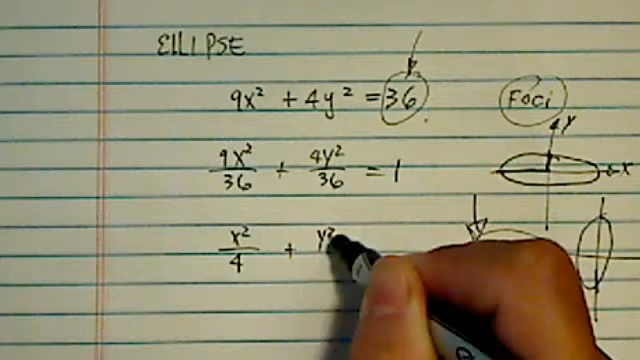 ELLIPSE
9x² + 4y² = 36
Foci
y
9x²/36 + 4y²/36 = 1
x
x²/4 + y²